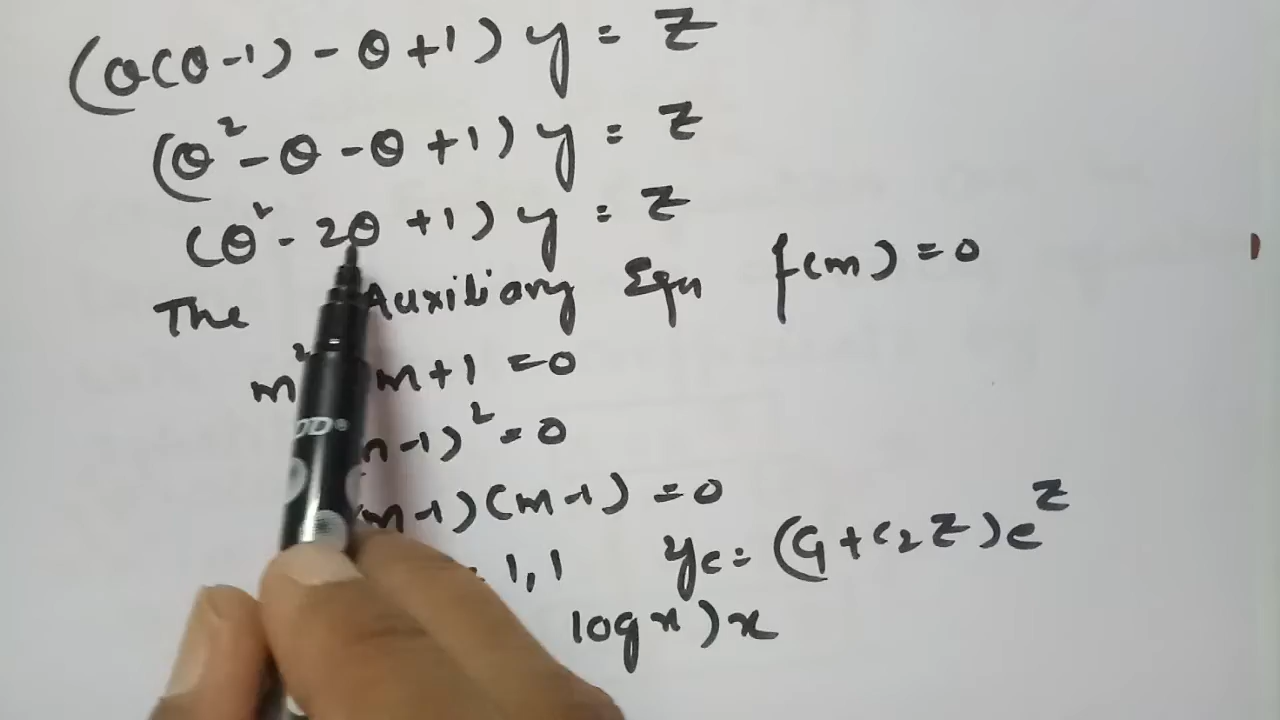 (θ(θ-1) - θ +1) y = z
(θ² - θ - θ +1) y = z
(θ² - 2θ +1) y = z
The Auxiliary Eqn f(m) = 0
m² m+1 = 0
-1)² = 0
(m-1)(m-1) = 0
= 1,1 yc = (C1 + C2 z) e^z
log x) x